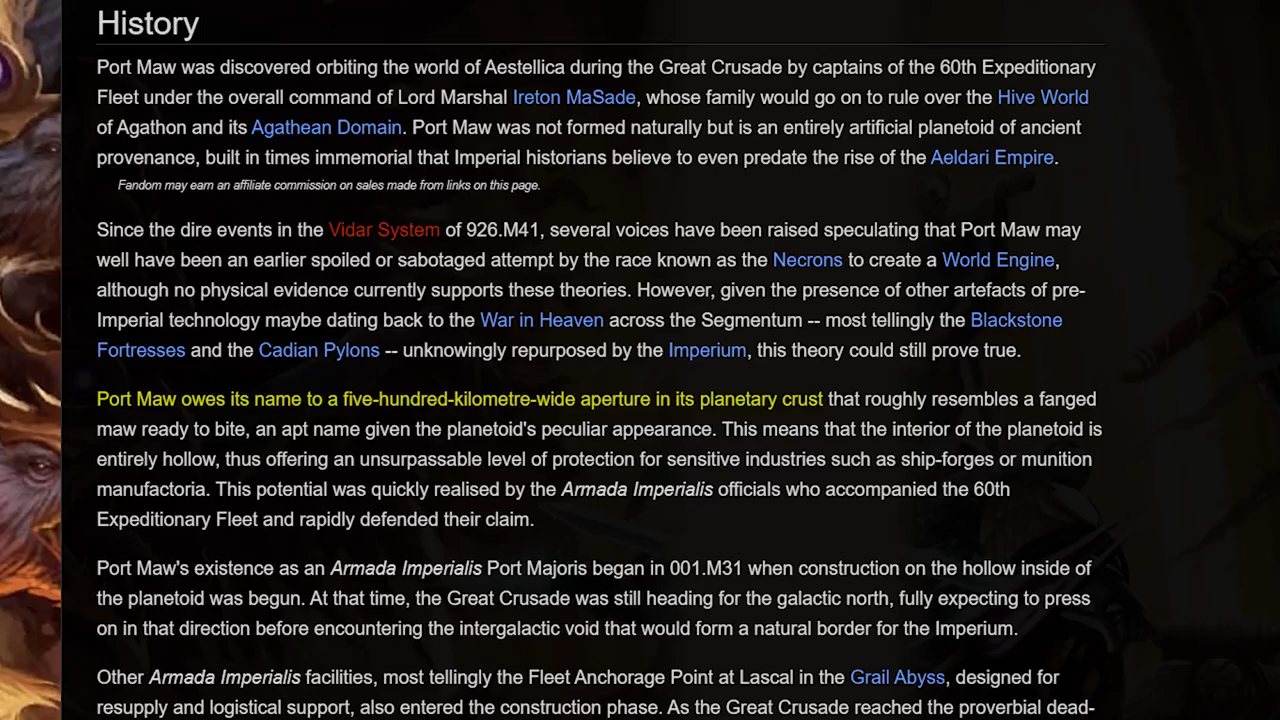 History
Port Maw was discovered orbiting the world of Aestellica during the Great Crusade by captains of the 60th Expeditionary
Fleet under the overall command of Lord Marshal Ireton MaSade, whose family would go on to rule over the Hive World
of Agathon and its Agathean Domain. Port Maw was not formed naturally but is an entirely artificial planetoid of ancient
provenance, built in times immemorial that Imperial historians believe to even predate the rise of the Aeldari Empire.
Fandom may earn an affiliate commission on sales made from links on this page.
Since the dire events in the Vidar System of 926.M41, several voices have been raised speculating that Port Maw may
well have been an earlier spoiled or sabotaged attempt by the race known as the Necrons to create a World Engine,
although no physical evidence currently supports these theories. However, given the presence of other artefacts of pre-
Imperial technology maybe dating back to the War in Heaven across the Segmentum -- most tellingly the Blackstone
Fortresses and the Cadian Pylons -- unknowingly repurposed by the Imperium, this theory could still prove true.
Port Maw owes its name to a five-hundred-kilometre-wide aperture in its planetary crust that roughly resembles a fanged
maw ready to bite, an apt name given the planetoid's peculiar appearance. This means that the interior of the planetoid is
entirely hollow, thus offering an unsurpassable level of protection for sensitive industries such as ship-forges or munition
manufactoria. This potential was quickly realised by the Armada Imperialis officials who accompanied the 60th
Expeditionary Fleet and rapidly defended their claim.
Port Maw's existence as an Armada Imperialis Port Majoris began in 001.M31 when construction on the hollow inside of
the planetoid was begun. At that time, the Great Crusade was still heading for the galactic north, fully expecting to press
on in that direction before encountering the intergalactic void that would form a natural border for the Imperium.
Other Armada Imperialis facilities, most tellingly the Fleet Anchorage Point at Lascal in the Grail Abyss, designed for
resupply and logistical support, also entered the construction phase. As the Great Crusade reached the proverbial dead-